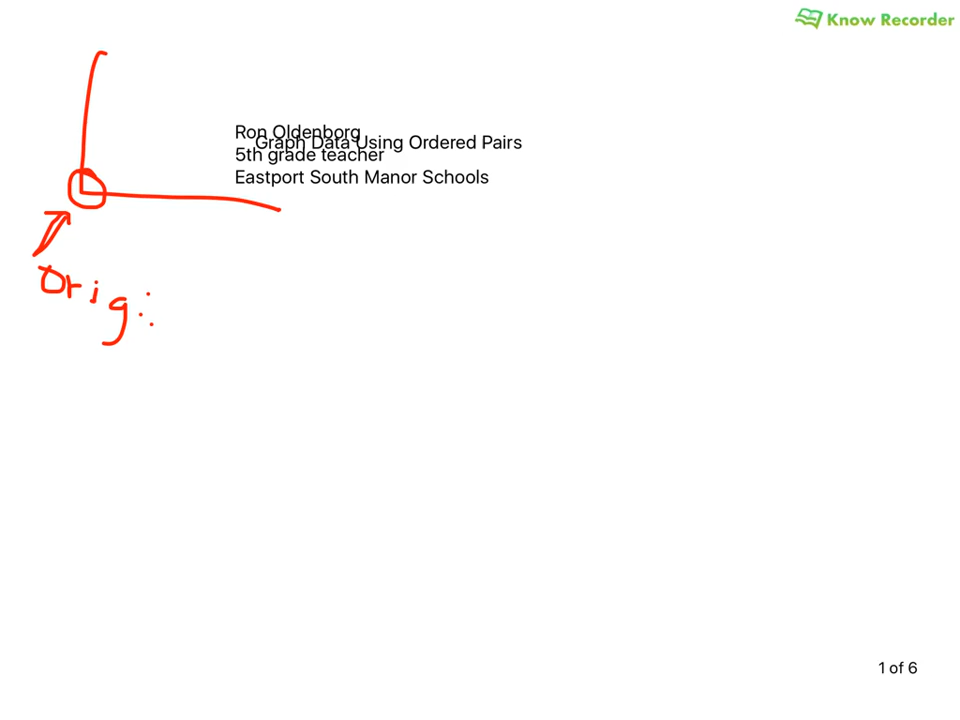 Know Recorder
Ron Oldenborg
Graph Data Using Ordered Pairs
5th grade teacher
Eastport South Manor Schools
Orig
1 of 6